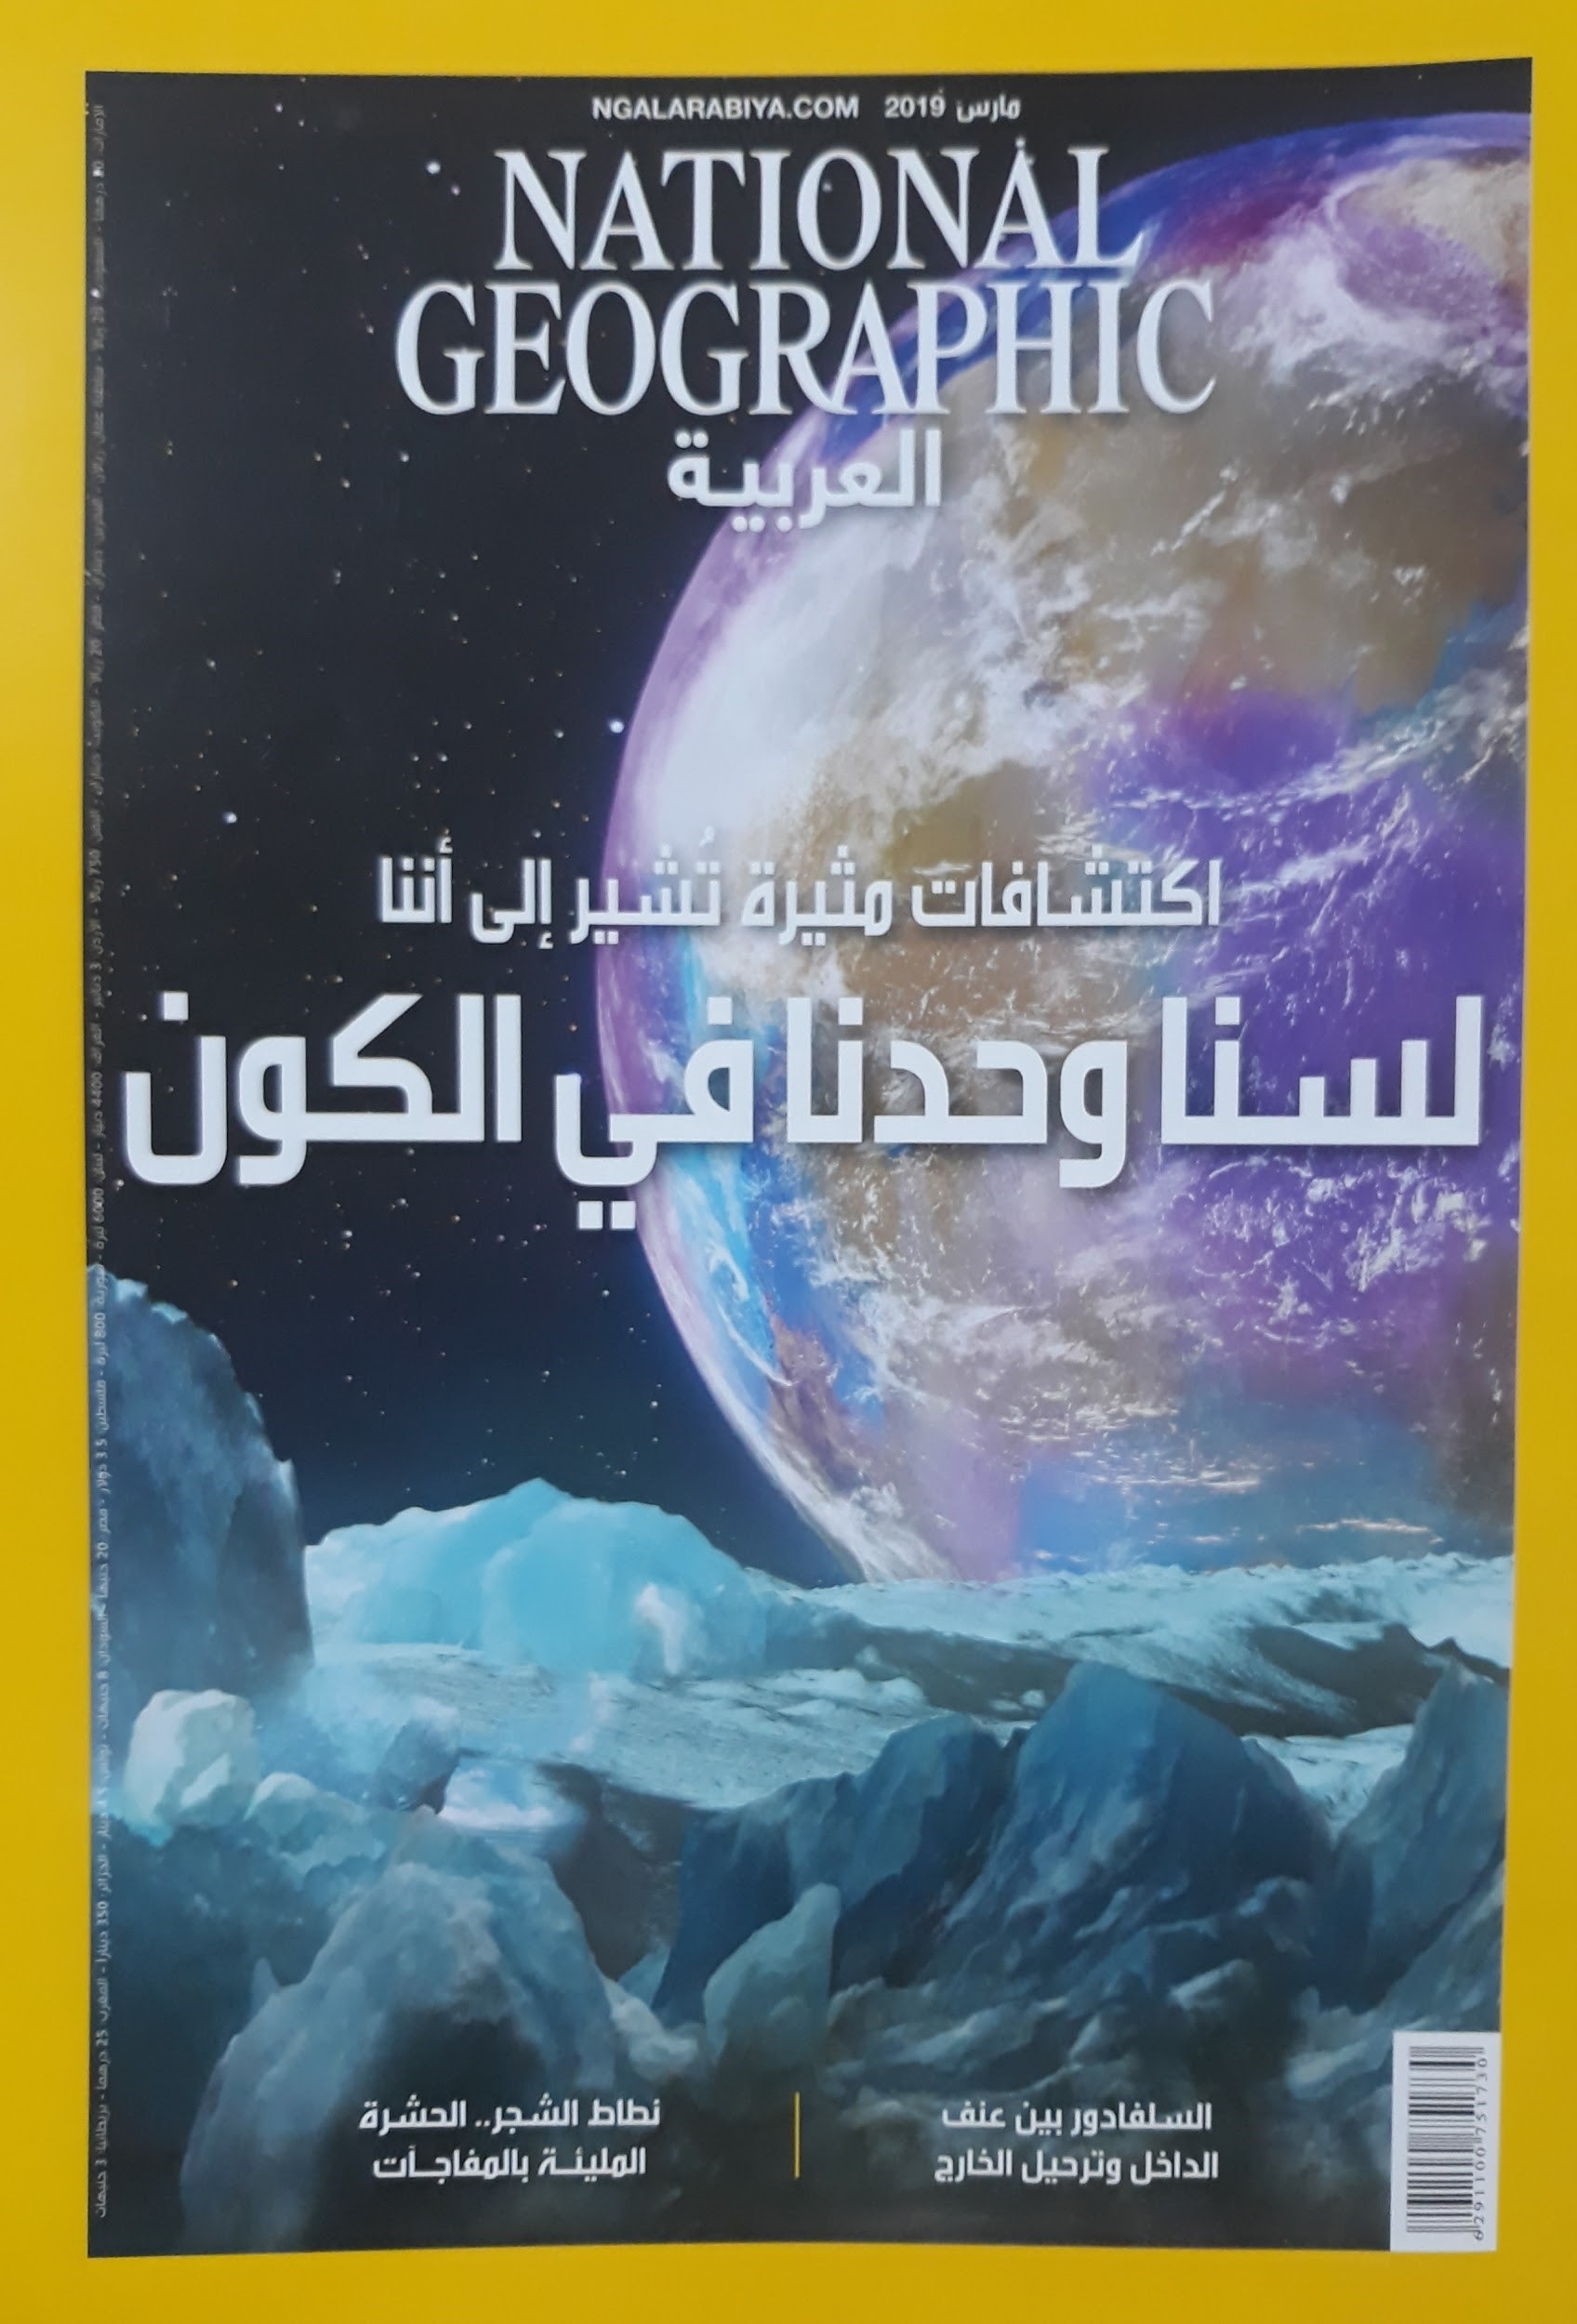 مارس 2019 NGALARABIYA.COM
NATIONAL
GEOGRAPHIC
العربية
اكتشافات مثيرة تُشير إلى أننا
لسنا وحدنا في الكون
السلفادور بين عنف
الداخل وترحيل الخارج
نطاط الشجر.. الحشرة
المليئة بالمفاجآت
6291100751730